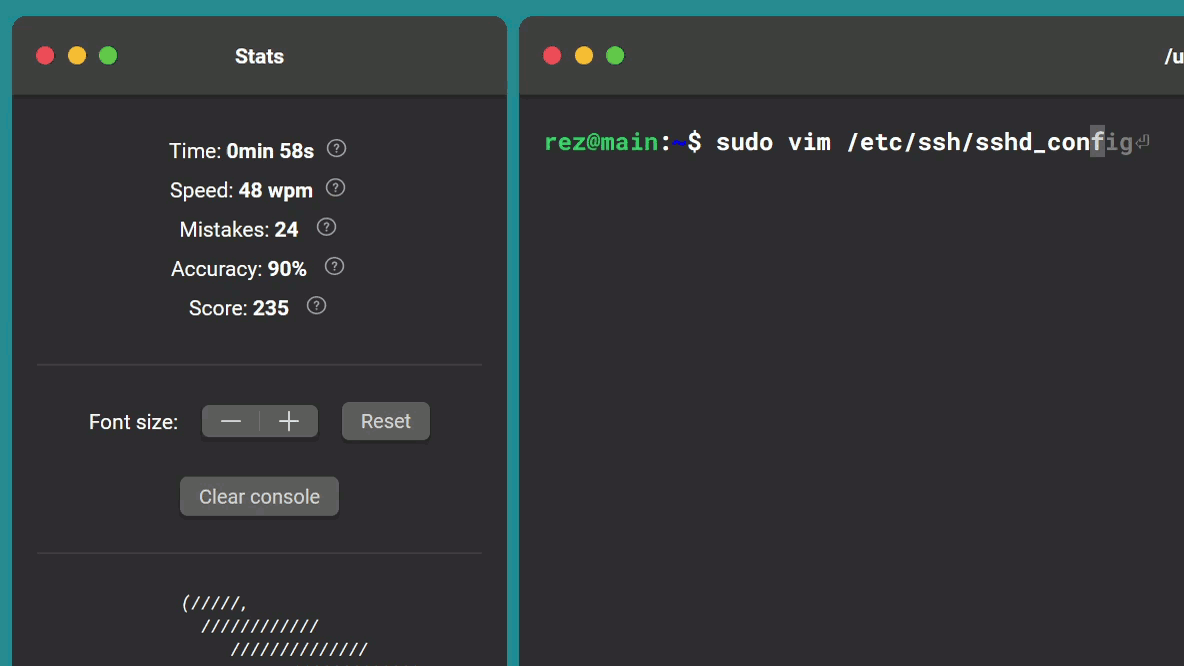 Stats
Time: 0min 58s
Speed: 48 wpm
Mistakes: 24
Accuracy: 90%
Score: 235
Font size:
Reset
Clear console
(/////,
////////////
//////////////
/u
rez@main:~$ sudo vim /etc/ssh/sshd_config⏎